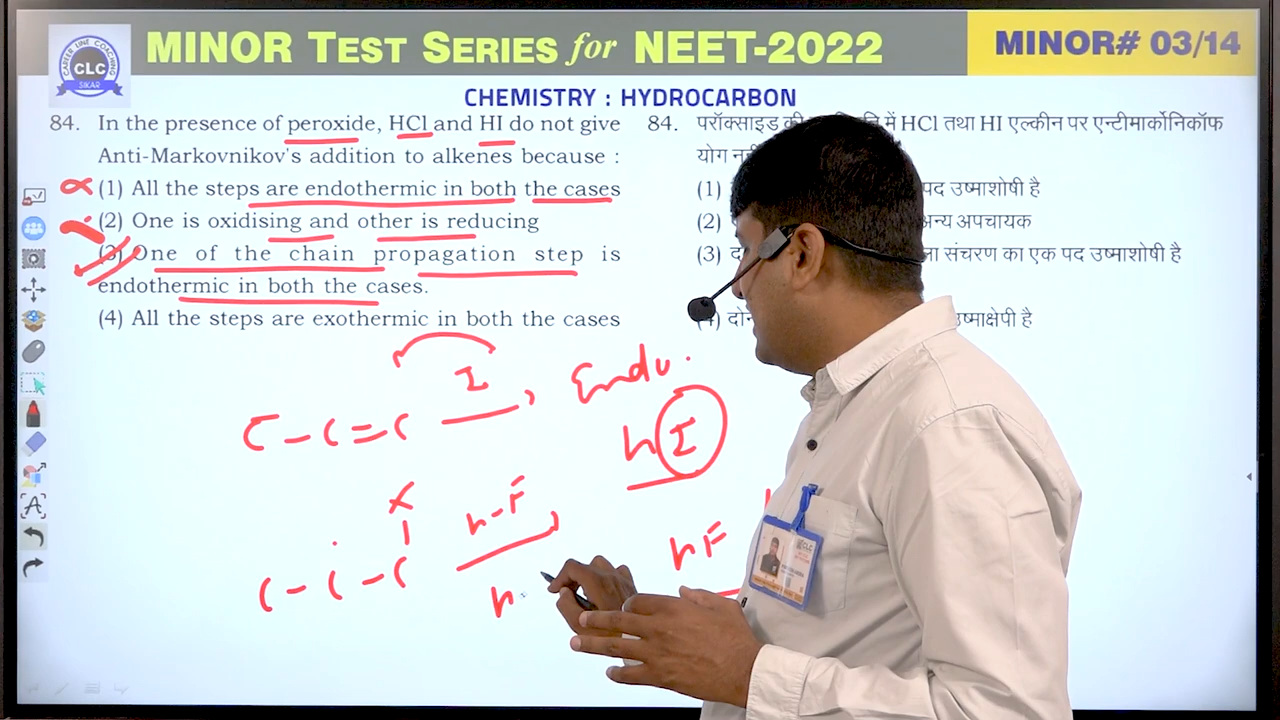 CAREER LINE COACHING
CLC
SIKAR
MINOR TEST SERIES for NEET-2022
MINOR# 03/14
CHEMISTRY : HYDROCARBON
84. In the presence of peroxide, HCl and HI do not give
Anti-Markovnikov's addition to alkenes because :
(1) All the steps are endothermic in both the cases
(2) One is oxidising and other is reducing
(3) One of the chain propagation step is
endothermic in both the cases.
(4) All the steps are exothermic in both the cases
84. परॉक्साइड की में HCl तथा HI एल्कीन पर एन्टीमार्कोनिकॉफ
योग
(1) पद उष्माशोषी है
(2) अन्य अपचायक
(3) संचरण का एक पद उष्माशोषी है
(4) उष्माक्षेपी है
I
C-C=C Endo.
HI
X
H-F
C-C-C
HF
H
CLC